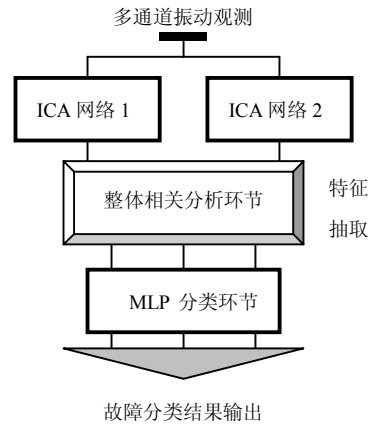 多通道振动观测
ICA 网络 1
ICA 网络 2
整体相关分析环节
特征
抽取
MLP 分类环节
故障分类结果输出